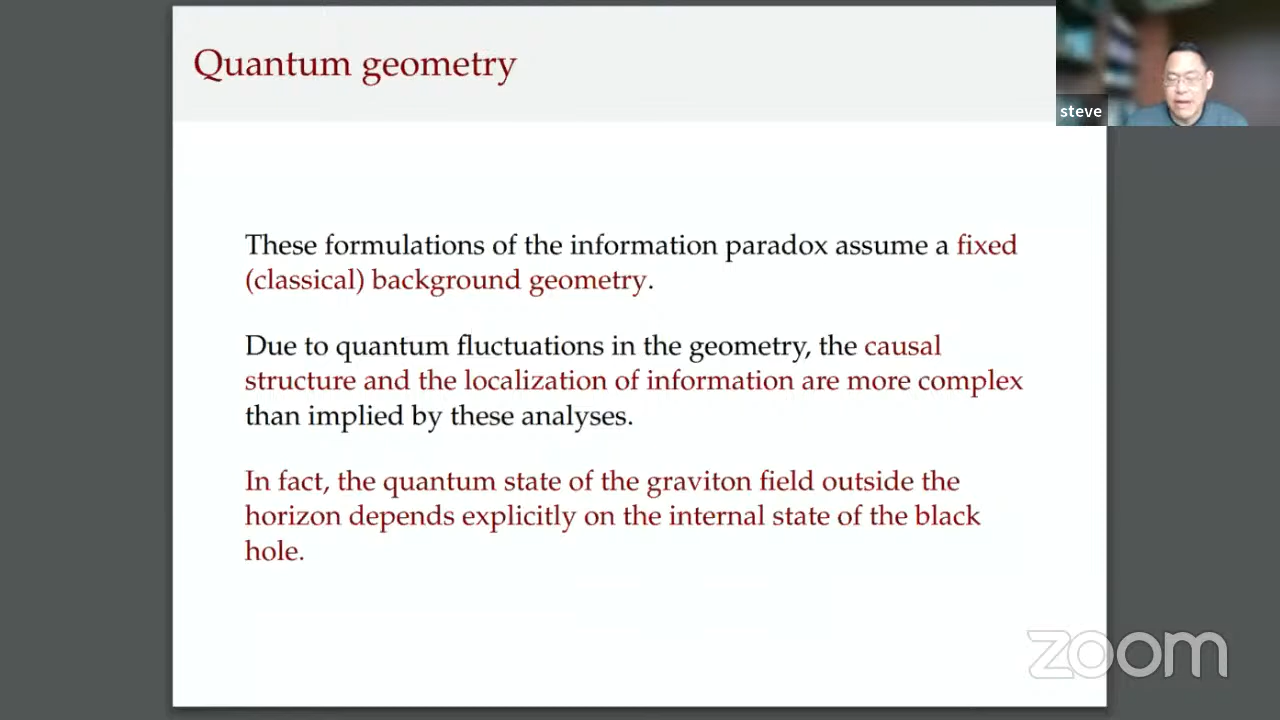 Quantum geometry
steve
These formulations of the information paradox assume a fixed
(classical) background geometry.
Due to quantum fluctuations in the geometry, the causal
structure and the localization of information are more complex
than implied by these analyses.
In fact, the quantum state of the graviton field outside the
horizon depends explicitly on the internal state of the black
hole.
zoom